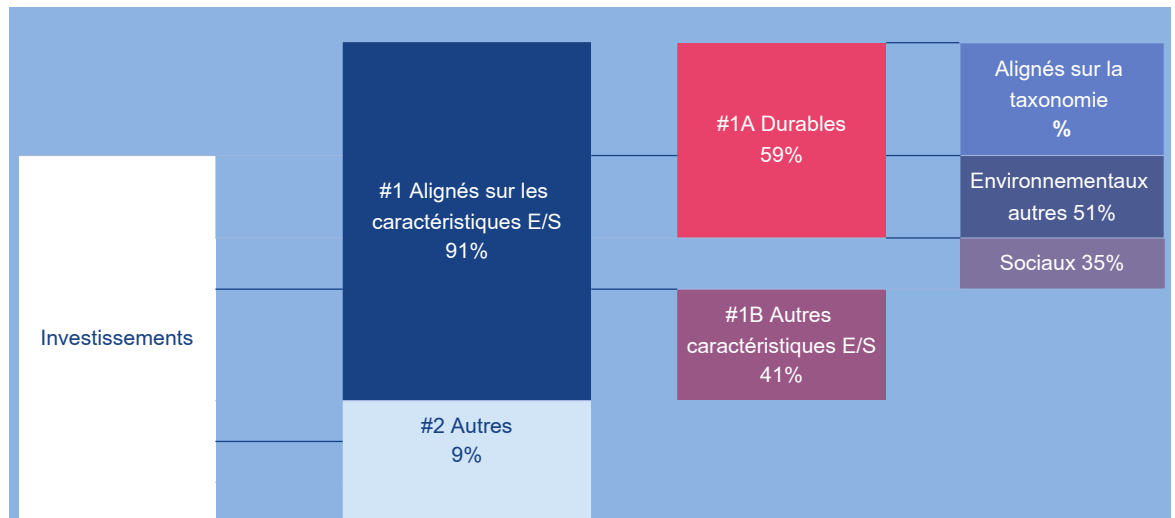 Investissements
#1 Alignés sur les
caractéristiques E/S
91%
#2 Autres
9%
#1A Durables
59%
#1B Autres
caractéristiques E/S
41%
Alignés sur la
taxonomie
%
Environnementaux
autres 51%
Sociaux 35%